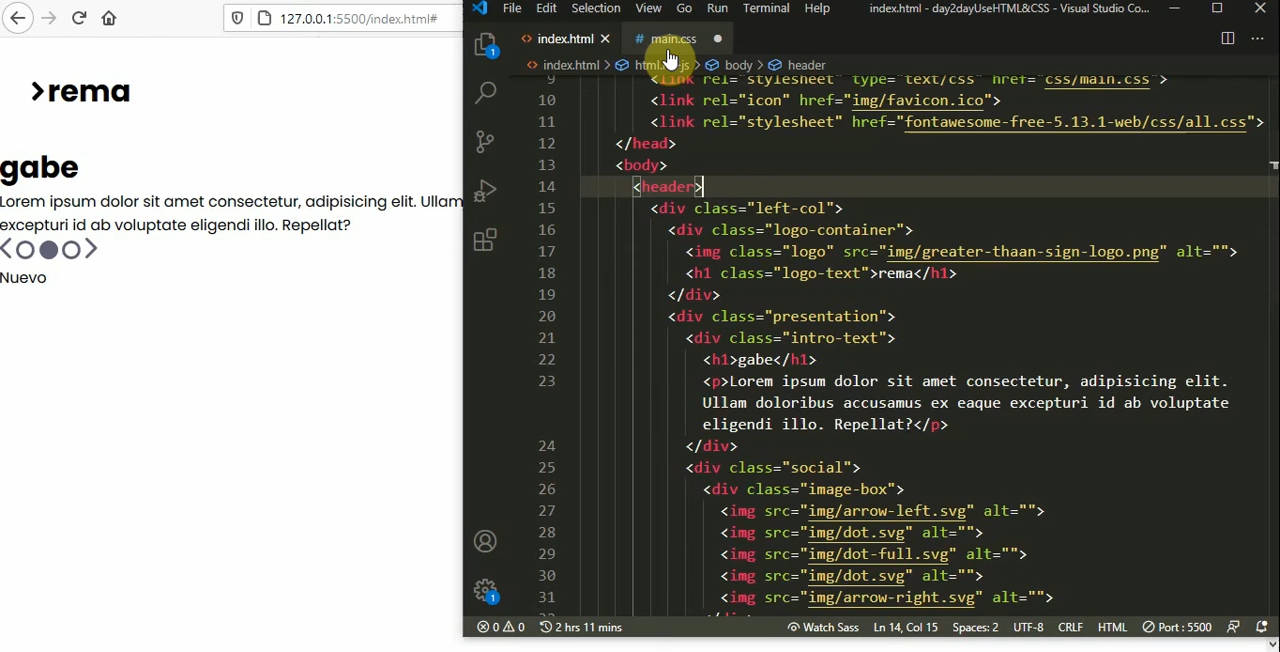 127.0.0.1:5500/index.html#
rema
gabe
Lorem ipsum dolor sit amet consectetur, adipisicing elit. Ullam
excepturi id ab voluptate eligendi illo. Repellat?
Nuevo
File Edit Selection View Go Run Terminal Help index.html - day2dayUseHTML&CSS - Visual Studio Co...
<> index.html # main.css
<> index.html > body > header
9 <link rel="stylesheet" type="text/css" href="css/main.css">
10 <link rel="icon" href="img/favicon.ico">
11 <link rel="stylesheet" href="fontawesome-free-5.13.1-web/css/all.css">
12 </head>
13 <body>
14 <header>
15 <div class="left-col">
16 <div class="logo-container">
17 <img class="logo" src="img/greater-thaan-sign-logo.png" alt="">
18 <h1 class="logo-text">rema</h1>
19 </div>
20 <div class="presentation">
21 <div class="intro-text">
22 <h1>gabe</h1>
23 <p>Lorem ipsum dolor sit amet consectetur, adipisicing elit.
Ullam doloribus accusamus ex eaque excepturi id ab voluptate
eligendi illo. Repellat?</p>
24 </div>
25 <div class="social">
26 <div class="image-box">
27 <img src="img/arrow-left.svg" alt="">
28 <img src="img/dot.svg" alt="">
29 <img src="img/dot-full.svg" alt="">
30 <img src="img/dot.svg" alt="">
31 <img src="img/arrow-right.svg" alt="">
1
1
0 0 2 hrs 11 mins Watch Sass Ln 14, Col 15 Spaces: 2 UTF-8 CRLF HTML Port : 5500